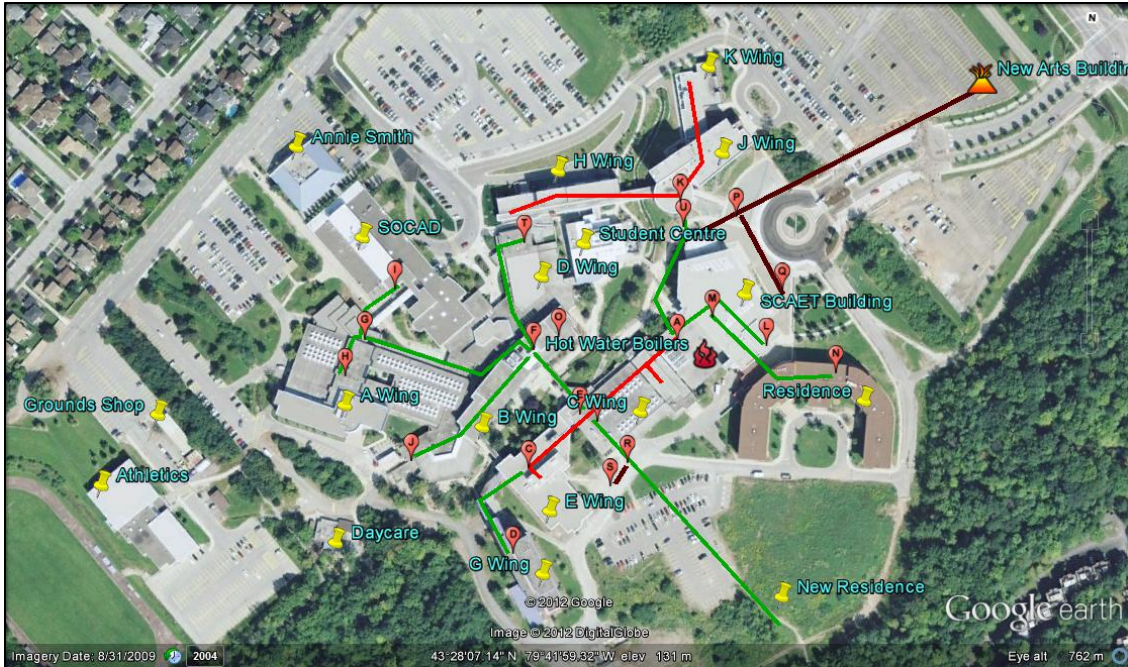 N
K Wing
New Arts Building
Annie Smith
J Wing
H Wing
K
P
U
T
SOCAD
Student Centre
D Wing
I
Q
SCAET Building
M
G
O
A
L
F
Hot Water Boilers
H
N
A Wing
Residence
Grounds Shop
E
C Wing
B Wing
J
R
C
S
Athletics
E Wing
Daycare
D
G Wing
New Residence
© 2012 Google
Google earth
Image © 2012 DigitalGlobe
Imagery Date: 8/31/2009 2004 43°28'07.14" N 79°41'59.32" W elev 131 m Eye alt 762 m